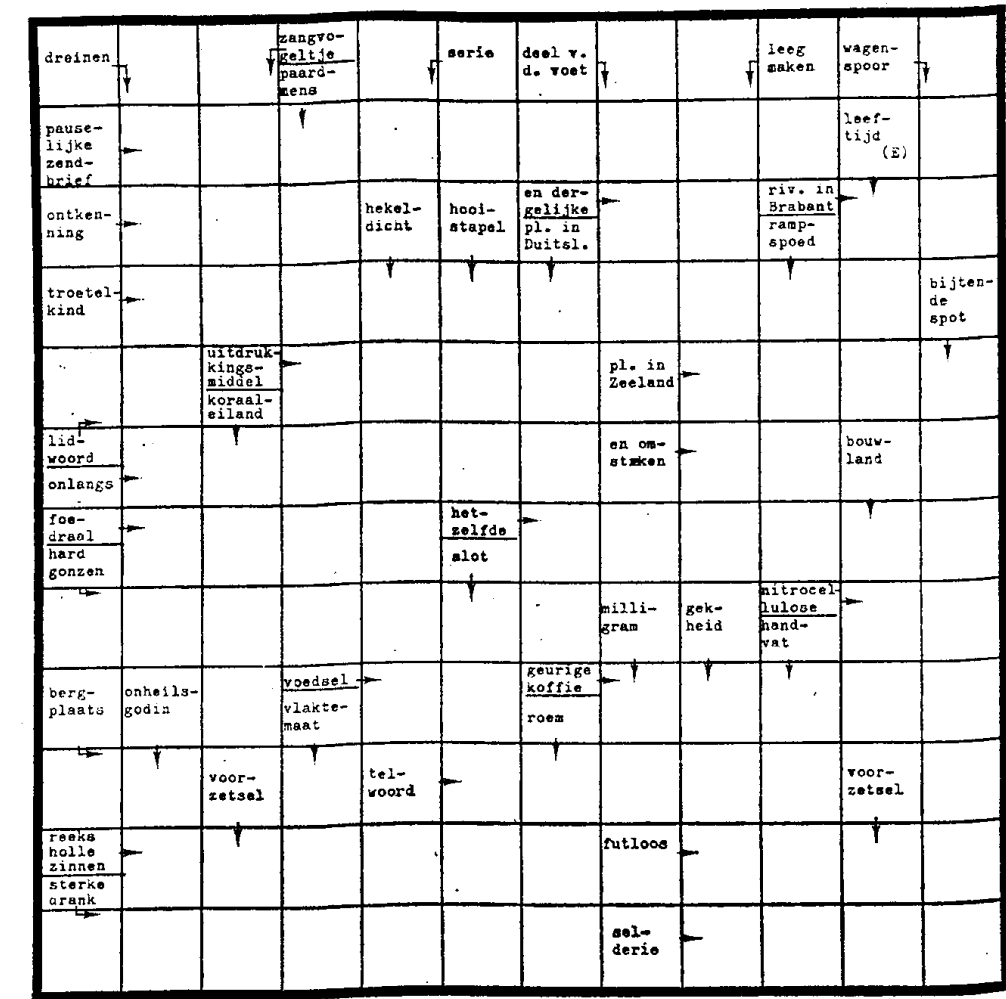 dreinen
zangvo-
geltje
paard-
mens
serie
deel v.
d. voet
leeg
maken
wagen-
spoor
pause-
lijke
zend-
brief
leef-
tijd
(E)
ontken-
ning
hekel-
dicht
hooi-
stapel
en der-
gelijke
pl. in
Duitsl.
riv. in
Brabant
ramp-
spoed
troetel-
kind
bijten-
de
spot
uitdruk-
kings-
middel
koraal-
eiland
pl. in
Zeeland
lid-
woord
onlangs
en om-
streken
bouw-
land
foe-
draal
hard
gonzen
het-
zelfde
slot
milli-
gram
gek-
heid
nitrocel-
lulose
hand-
vat
berg-
plaats
onheils-
godin
voedsel
vlakte-
maat
geurige
koffie
roem
voor-
zetsel
tel-
woord
voor-
zetsel
reeks
holle
zinnen
sterke
drank
futloos
sel-
derie